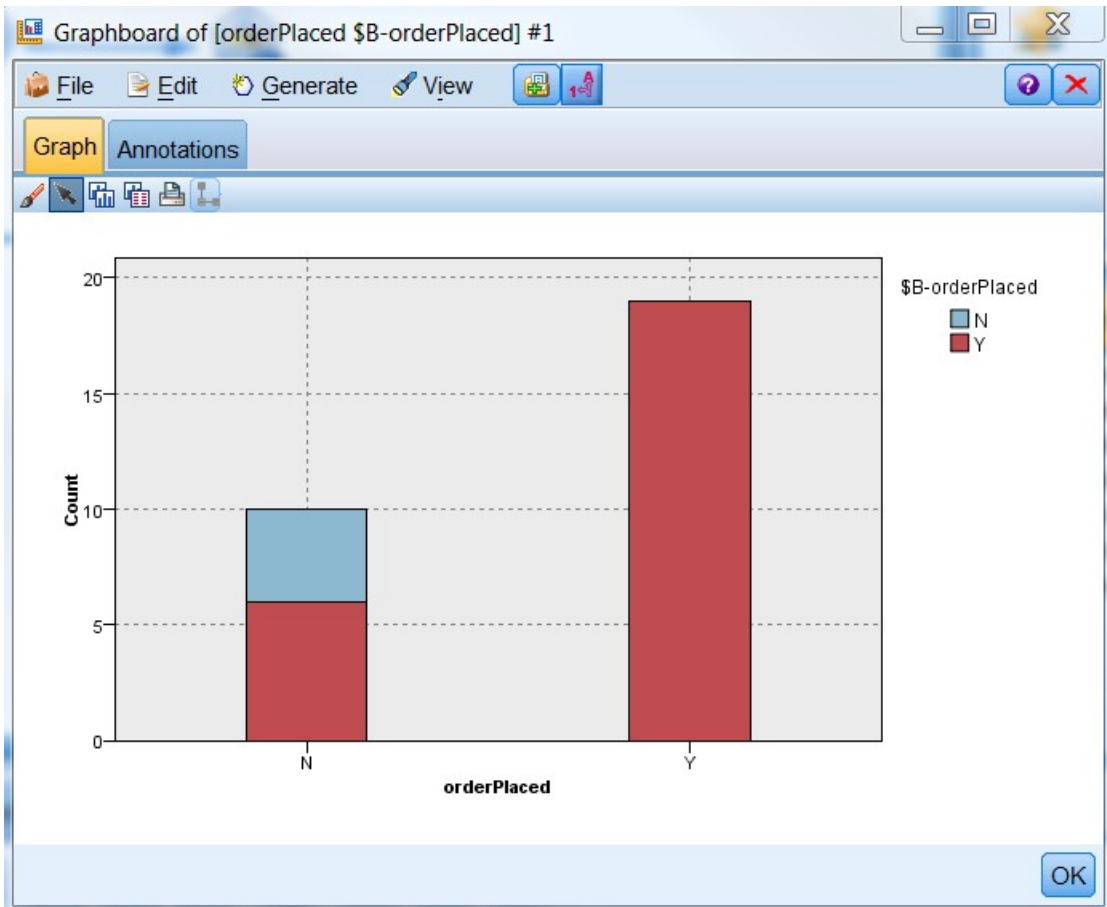 Graphboard of [orderPlaced $B-orderPlaced] #1
File Edit Generate View
Graph Annotations
20
15
10
5
0
Count
N Y
orderPlaced
$B-orderPlaced
N
Y
OK